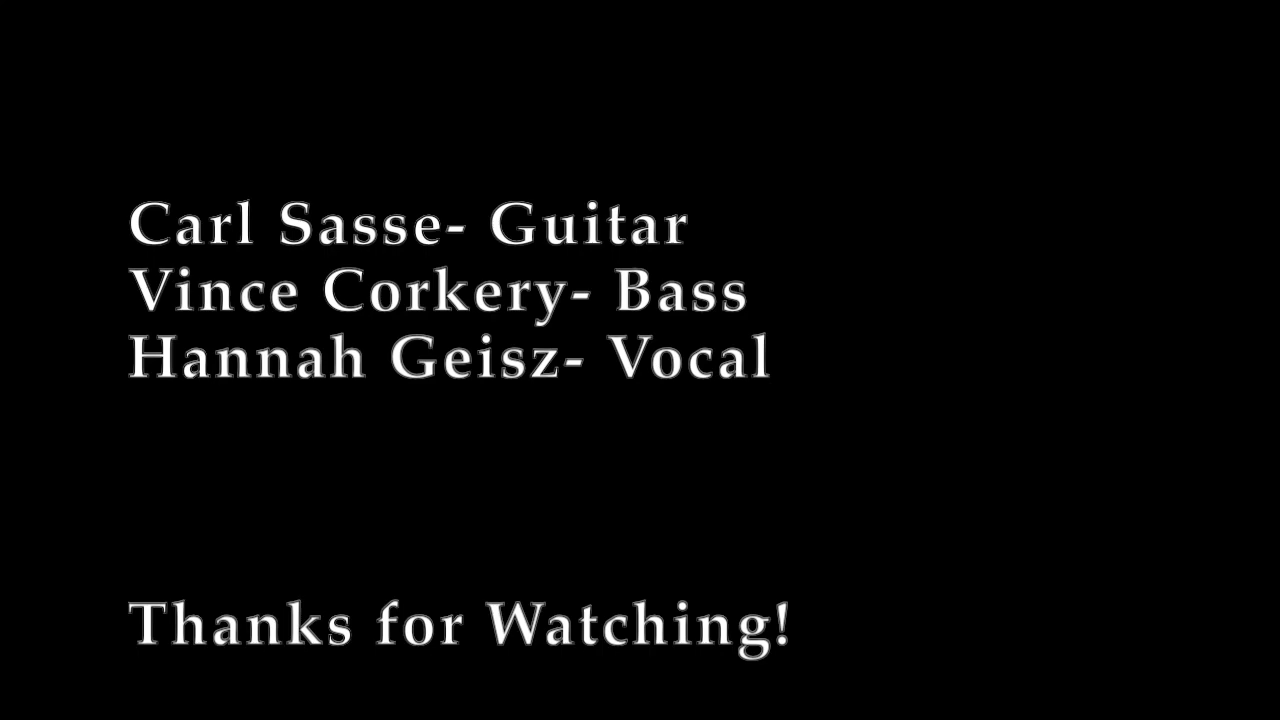 Carl Sasse- Guitar
Vince Corkery- Bass
Hannah Geisz- Vocal
Thanks for Watching!